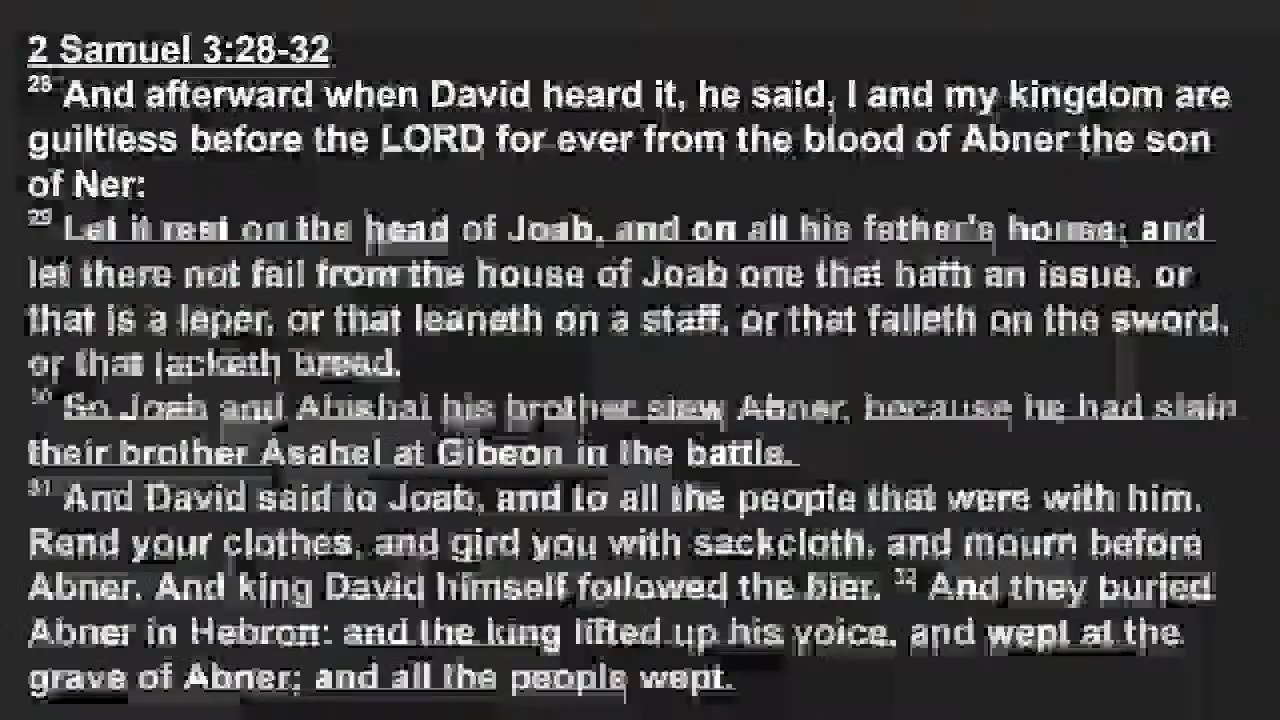 2 Samuel 3:28-32
28 And afterward when David heard it, he said, I and my kingdom are
guiltless before the LORD for ever from the blood of Abner the son
of Ner:
29 Let it rest on the head of Joab, and on all his father's house; and
let there not fail from the house of Joab one that hath an issue, or
that is a leper, or that leaneth on a staff, or that falleth on the sword,
or that lacketh bread.
30 So Joab and Abishai his brother slew Abner, because he had slain
their brother Asahel at Gibeon in the battle.
31 And David said to Joab, and to all the people that were with him,
Rend your clothes, and gird you with sackcloth, and mourn before
Abner. And king David himself followed the bier. 32 And they buried
Abner in Hebron: and the king lifted up his voice, and wept at the
grave of Abner; and all the people wept.